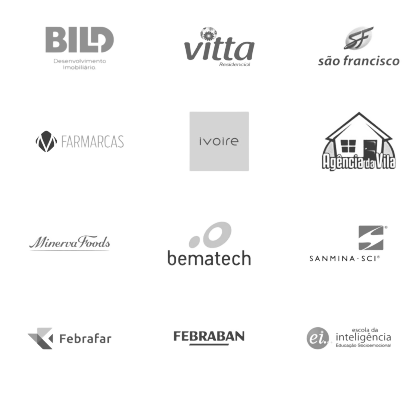 BILD
Desenvolvimento
Imobiliário
vitta
Residencial
SF
são francisco
FARMARCAS
ivoire
Agência da Vila
Minerva Foods
bematech
SANMINA-SCI®
Febrafar
FEBRABAN
ei..
escola da
inteligência
Educação Socioemocional